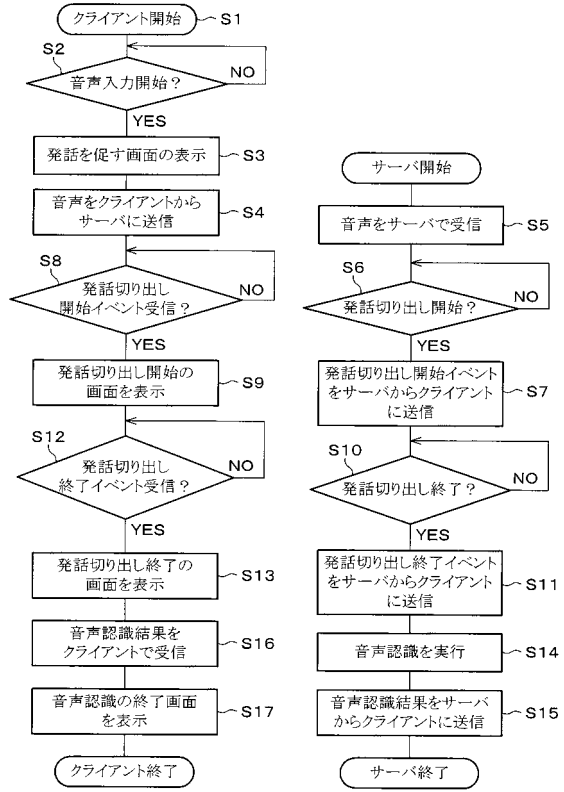 クライアント開始 S1
S2
音声入力開始？
NO
YES
発話を促す画面の表示 S3
音声をクライアントから
サーバに送信
S4
S8
発話切り出し
開始イベント受信？
NO
YES
発話切り出し開始の
画面を表示
S9
S12
発話切り出し
終了イベント受信？
NO
YES
発話切り出し終了の
画面を表示
S13
音声認識結果を
クライアントで受信
S16
音声認識の終了画面
を表示
S17
クライアント終了
サーバ開始
音声をサーバで受信 S5
S6
発話切り出し開始？
NO
YES
発話切り出し開始イベント
をサーバからクライアント
に送信
S7
S10
発話切り出し終了？
NO
YES
発話切り出し終了イベント
をサーバからクライアント
に送信
S11
音声認識を実行 S14
音声認識結果をサーバ
からクライアントに送信
S15
サーバ終了